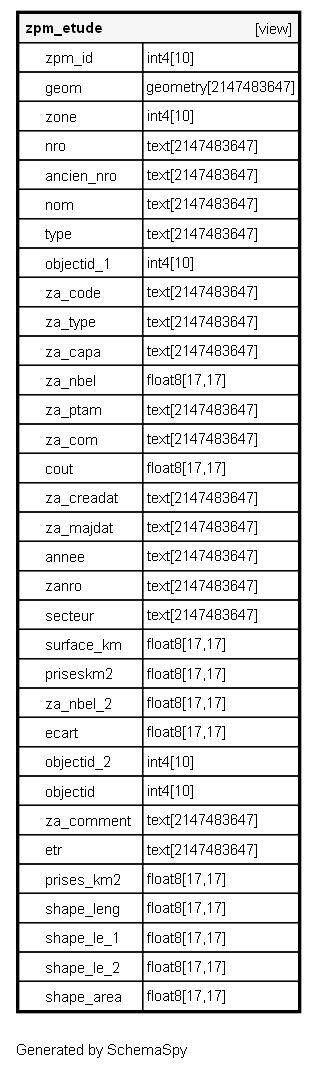 zpm_etude [view]
zpm_id int4[10]
geom geometry[2147483647]
zone int4[10]
nro text[2147483647]
ancien_nro text[2147483647]
nom text[2147483647]
type text[2147483647]
objectid_1 int4[10]
za_code text[2147483647]
za_type text[2147483647]
za_capa text[2147483647]
za_nbel float8[17,17]
za_ptam text[2147483647]
za_com text[2147483647]
cout float8[17,17]
za_creadat text[2147483647]
za_majdat text[2147483647]
annee text[2147483647]
zanro text[2147483647]
secteur text[2147483647]
surface_km float8[17,17]
priseskm2 float8[17,17]
za_nbel_2 float8[17,17]
ecart float8[17,17]
objectid_2 int4[10]
objectid int4[10]
za_comment text[2147483647]
etr text[2147483647]
prises_km2 float8[17,17]
shape_leng float8[17,17]
shape_le_1 float8[17,17]
shape_le_2 float8[17,17]
shape_area float8[17,17]
Generated by SchemaSpy